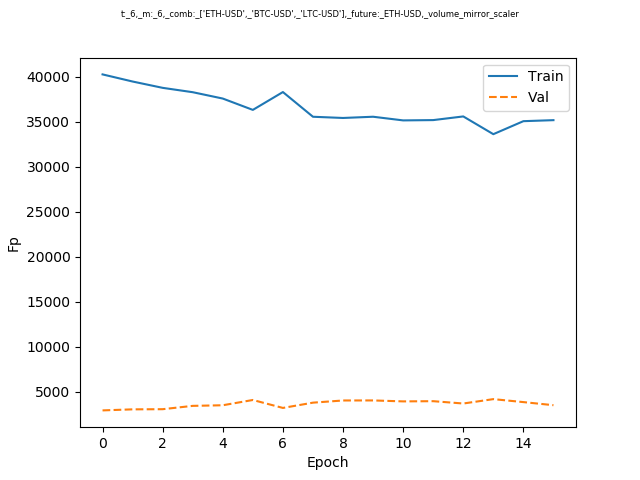 t:_6,_m:_6,_comb:_['ETH-USD',_'BTC-USD',_'LTC-USD'],_future:_ETH-USD,_volume_mirror_scaler
Train
Val
40000
35000
30000
25000
20000
15000
10000
5000
Fp
0 2 4 6 8 10 12 14
Epoch